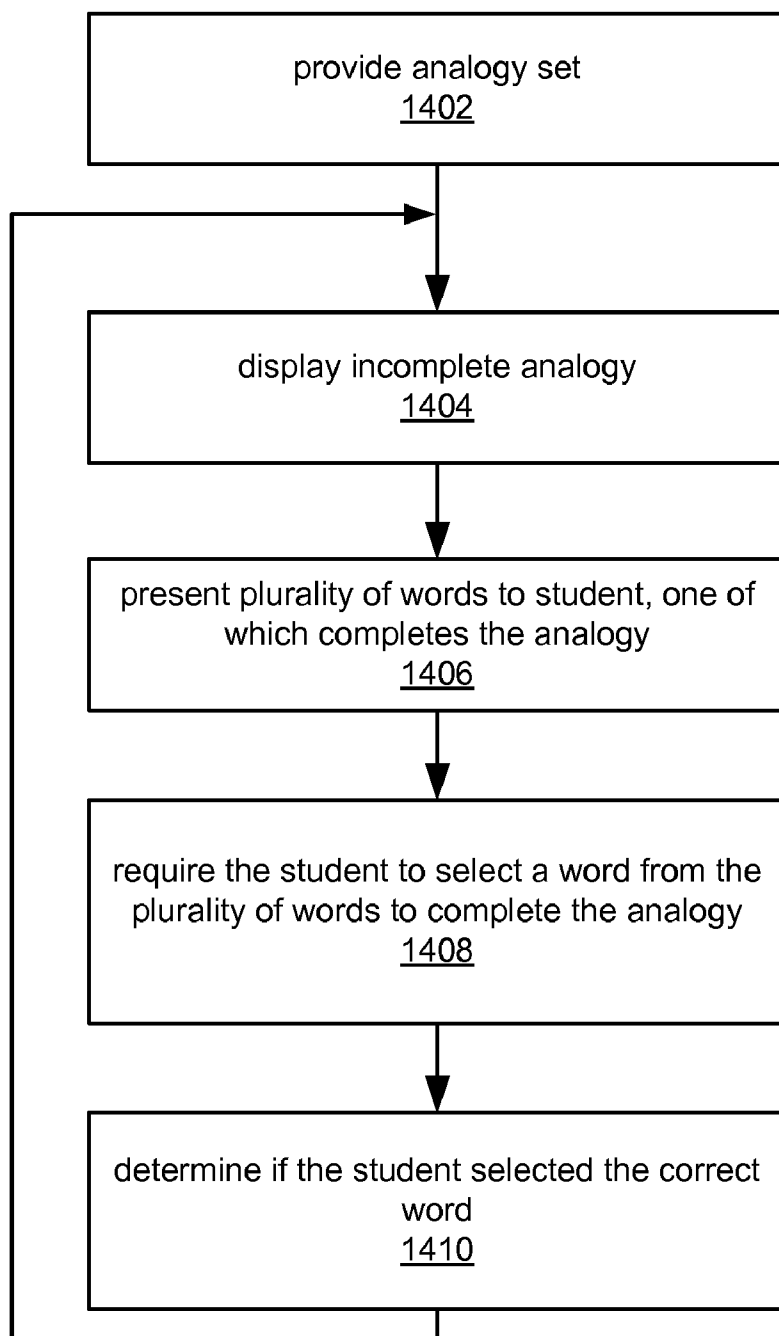 provide analogy set
1402
display incomplete analogy
1404
present plurality of words to student, one of
which completes the analogy
1406
require the student to select a word from the
plurality of words to complete the analogy
1408
determine if the student selected the correct
word
1410